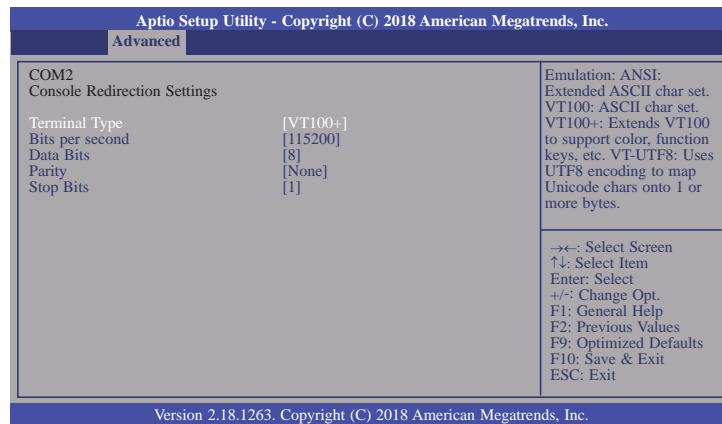 Aptio Setup Utility - Copyright (C) 2018 American Megatrends, Inc.
Advanced
COM2
Console Redirection Settings
Terminal Type [VT100+]
Bits per second [115200]
Data Bits [8]
Parity [None]
Stop Bits [1]
Emulation: ANSI:
Extended ASCII char set.
VT100: ASCII char set.
VT100+: Extends VT100
to support color, function
keys, etc. VT-UTF8: Uses
UTF8 encoding to map
Unicode chars onto 1 or
more bytes.
→←: Select Screen
↑↓: Select Item
Enter: Select
+/-: Change Opt.
F1: General Help
F2: Previous Values
F9: Optimized Defaults
F10: Save & Exit
ESC: Exit
Version 2.18.1263. Copyright (C) 2018 American Megatrends, Inc.